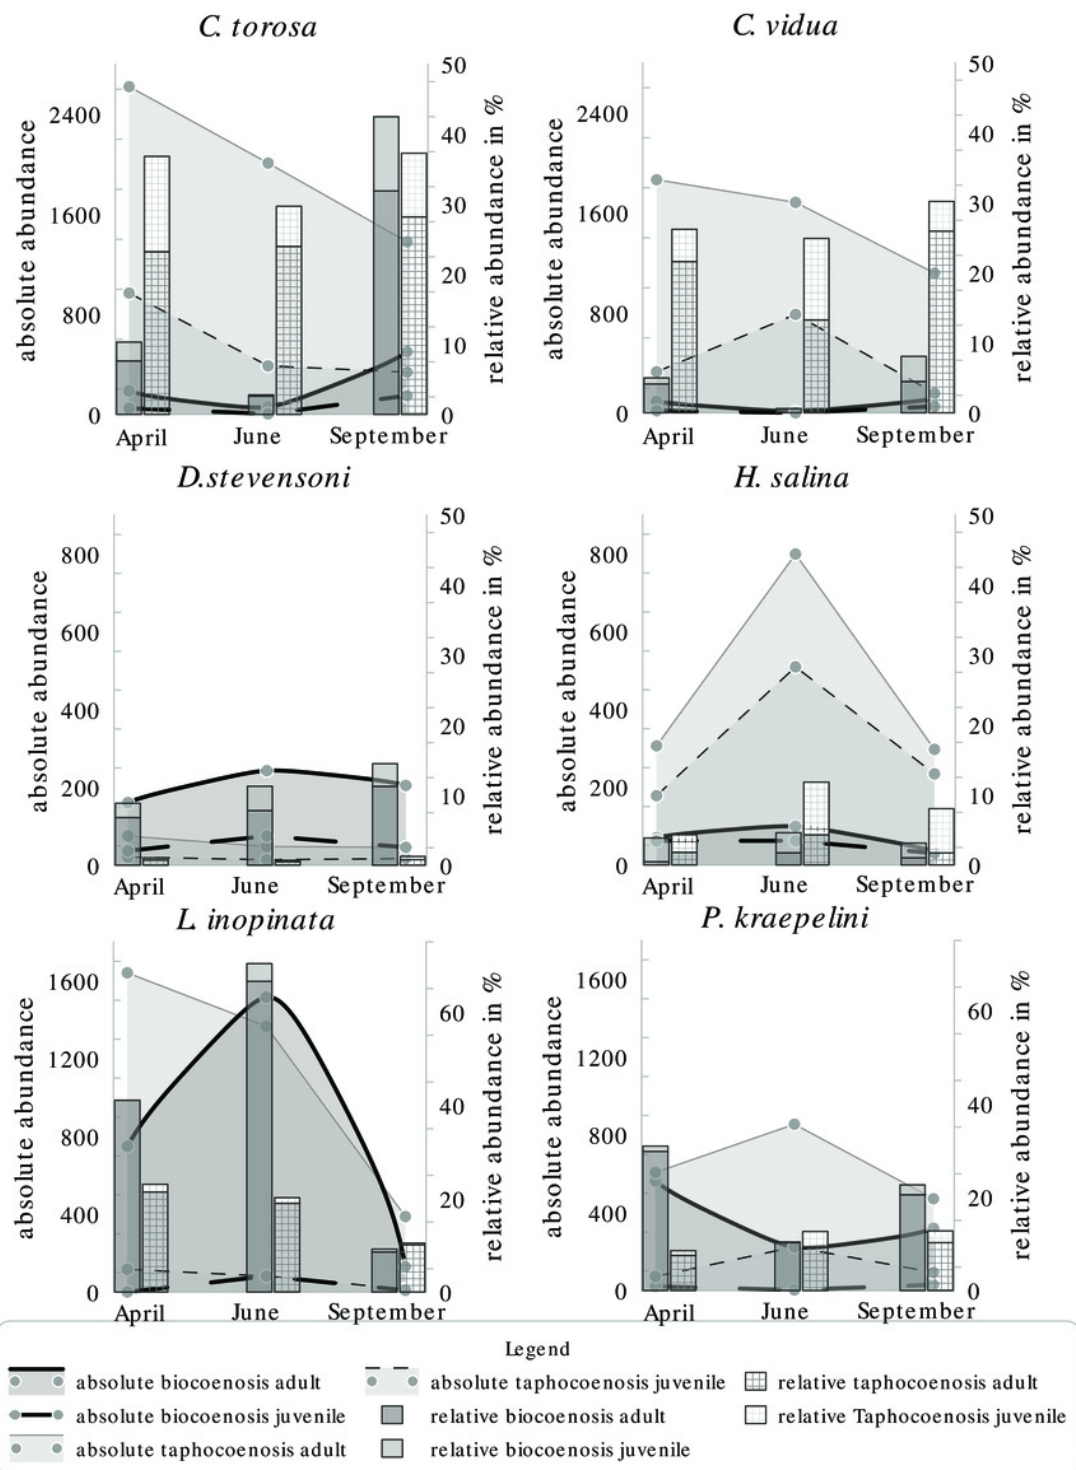 C. torosa
C. vidua
50
50
2400
40
2400
40
absolute abundance
relative abundance in %
absolute abundance
relative abundance in %
1600
30
1600
30
20
20
800
800
10
10
0
0
0
0
April June September
April June September
D.stevensoni
H. salina
50
50
800
40
800
40
absolute abundance
relative abundance in %
absolute abundance
relative abundance in %
600
600
30
30
400
400
20
20
200
10
200
10
0
0
0
0
April June September
April June September
L. inopinata
P. kraepelini
1600
60
1600
60
absolute abundance
relative abundance in %
absolute abundance
relative abundance in %
1200
1200
40
40
800
800
400
20
400
20
0
0
0
0
April June September
April June September
Legend
absolute biocoenosis adult
absolute taphocoenosis juvenile
relative taphocoenosis adult
absolute biocoenosis juvenile
relative biocoenosis adult
relative Taphocoenosis juvenile
absolute taphocoenosis adult
relative biocoenosis juvenile